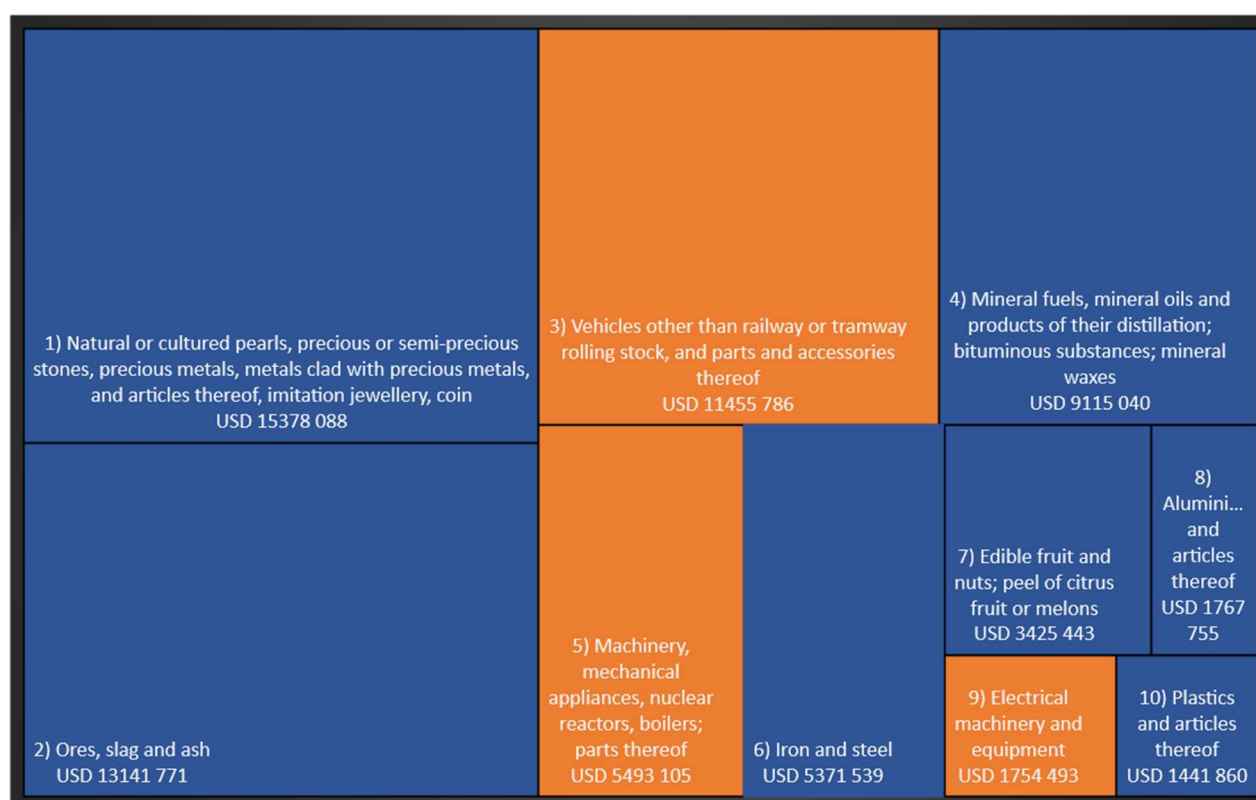 1) Natural or cultured pearls, precious or semi-precious
stones, precious metals, metals clad with precious metals,
and articles thereof, imitation jewellery, coin
USD 15378 088
2) Ores, slag and ash
USD 13141 771
3) Vehicles other than railway or tramway
rolling stock, and parts and accessories
thereof
USD 11455 786
4) Mineral fuels, mineral oils and
products of their distillation;
bituminous substances; mineral
waxes
USD 9115 040
5) Machinery,
mechanical
appliances, nuclear
reactors, boilers;
parts thereof
USD 5493 105
6) Iron and steel
USD 5371 539
7) Edible fruit and
nuts; peel of citrus
fruit or melons
USD 3425 443
8)
Alumini...
and
articles
thereof
USD 1767
755
9) Electrical
machinery and
equipment
USD 1754 493
10) Plastics
and articles
thereof
USD 1441 860